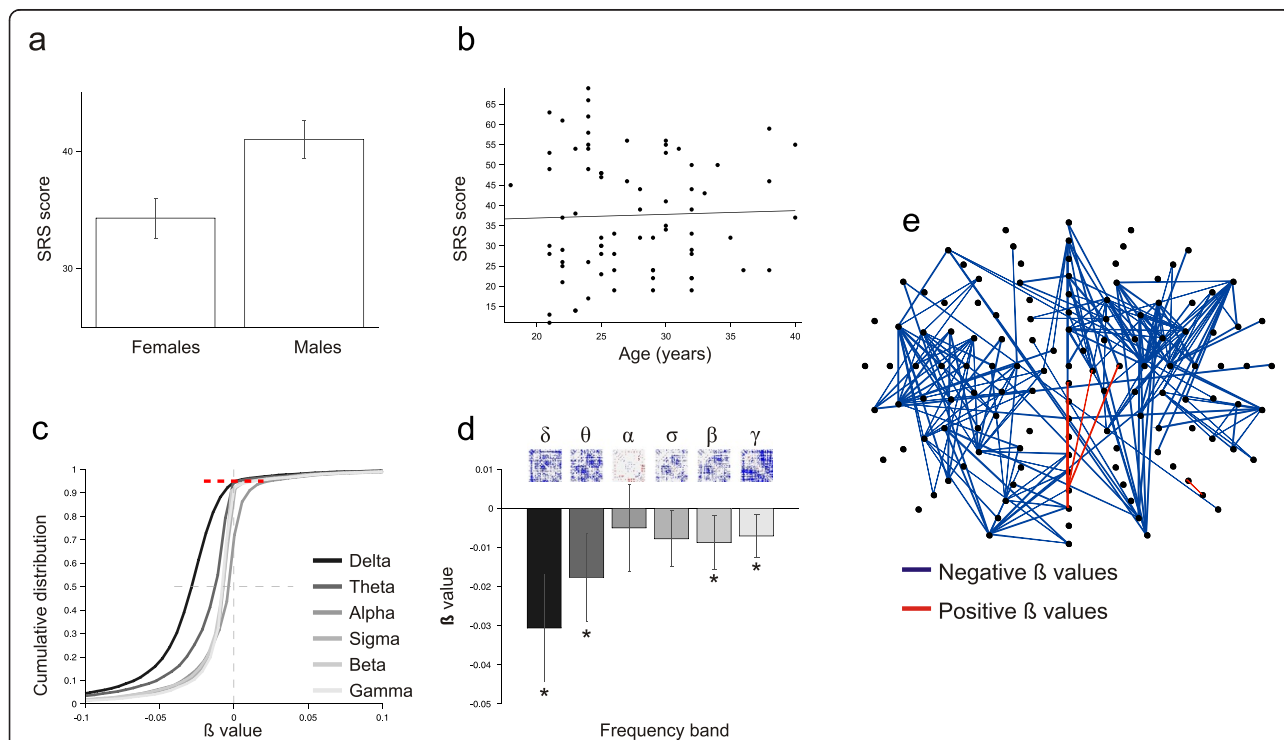 a
40
30
SRS score
Females Males
b
65
60
55
50
45
40
35
30
25
20
15
SRS score
20 25 30 35 40
Age (years)
c
1
0.9
0.8
0.7
0.6
0.5
0.4
0.3
0.2
0.1
0
Cumulative distribution
Delta
Theta
Alpha
Sigma
Beta
Gamma
-0.1 -0.05 0 0.05 0.1
ß value
d
δ θ α σ β γ
0.01
0
-0.01
-0.02
-0.03
-0.04
-0.05
ß value
* * * *
Frequency band
e
Negative ß values
Positive ß values